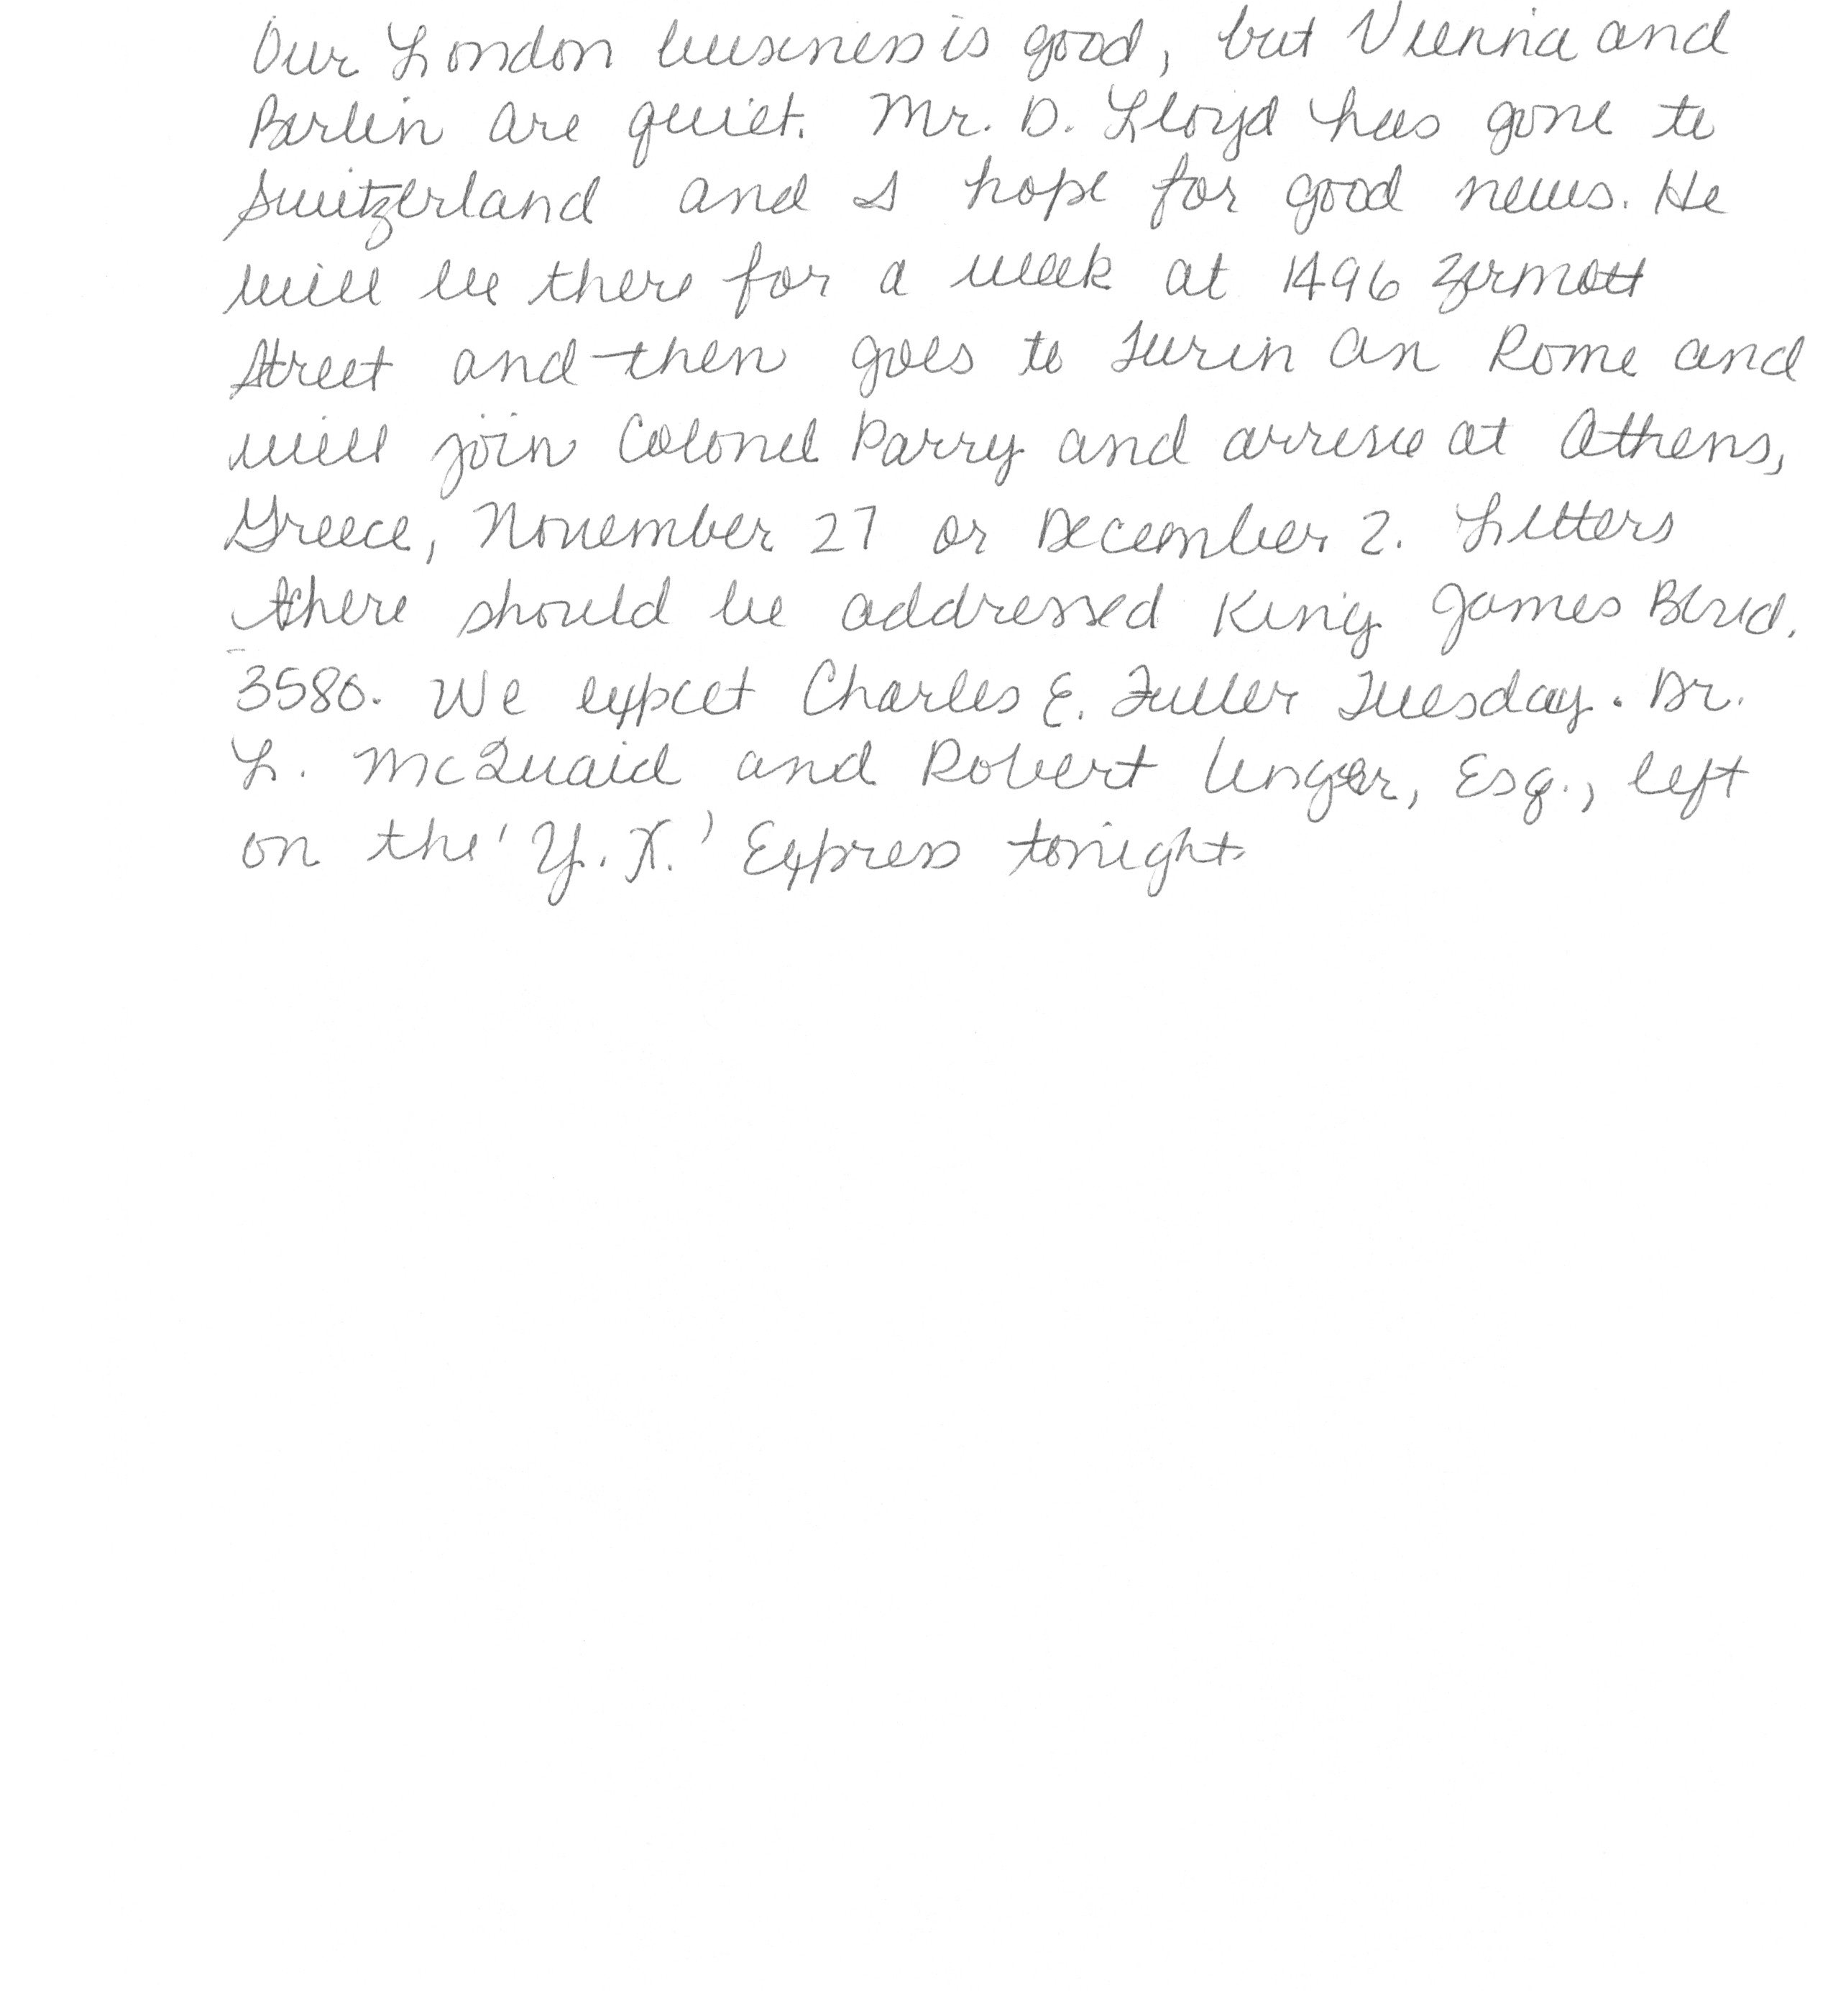 Our London business is good, but Vienna and
Berlin are quiet. Mr. D. Lloyd has gone to
Switzerland and I hope for good news. He
will be there for a week at 1496 Zermott
Street and then goes to Turin an Rome and
will join Colonel Parry and arrive at Athens,
Greece, November 27 or December 2. Letters
there should be addressed King James Blvd.
3580. We expcet Charles E. Fuller Tuesday. Dr.
L. McQuaid and Robert Unger, Esq., left
on the 'Y.X.' Express tonight.